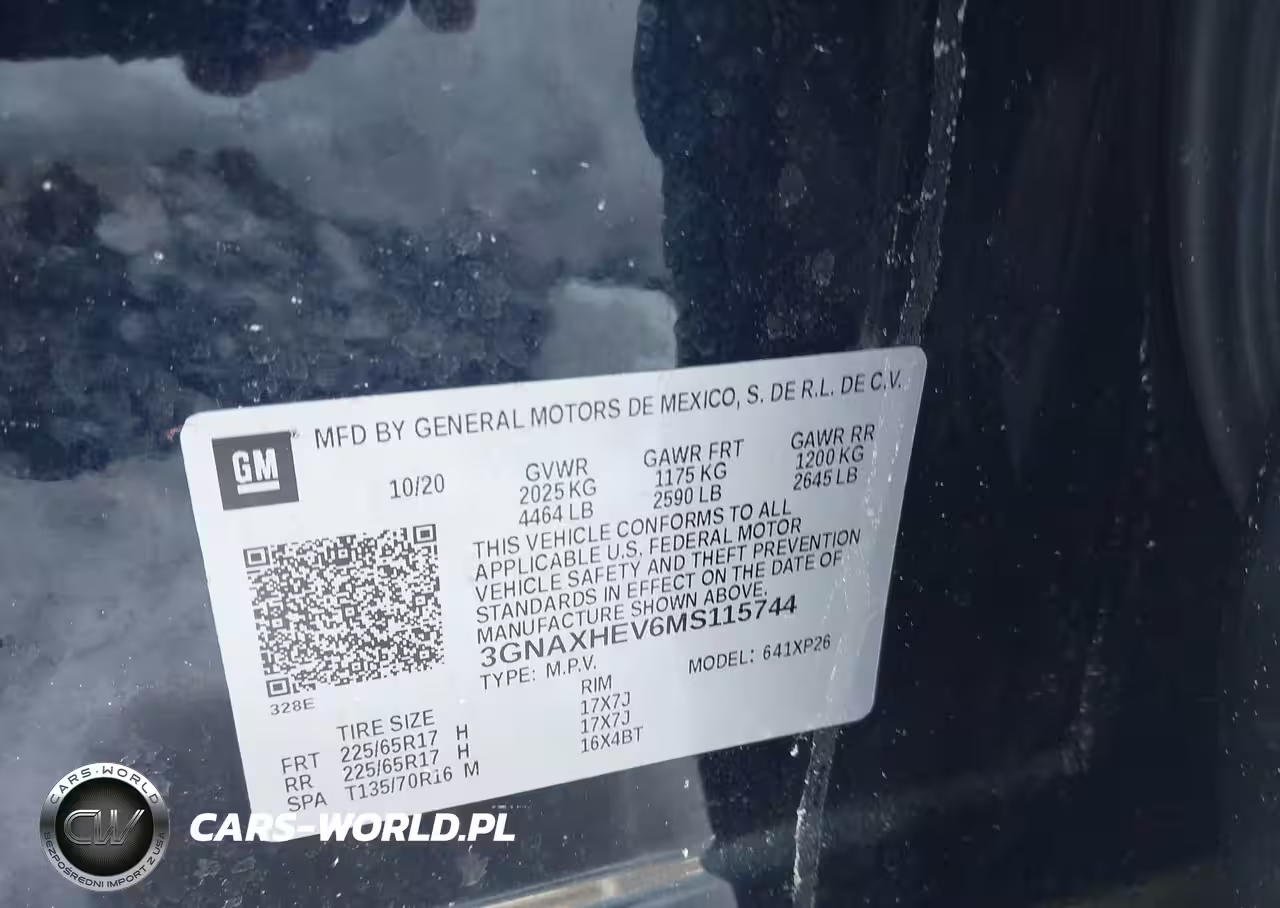 MFD BY GENERAL MOTORS DE MEXICO, S. DE R.L. DE C.V.
GM
10/20
GVWR
2025 KG
4464 LB
GAWR FRT
1175 KG
2590 LB
GAWR RR
1200 KG
2645 LB
THIS VEHICLE CONFORMS TO ALL
APPLICABLE U.S. FEDERAL MOTOR
VEHICLE SAFETY AND THEFT PREVENTION
STANDARDS IN EFFECT ON THE DATE OF
MANUFACTURE SHOWN ABOVE.
3GNAXHEV6MS115744
TYPE: M.P.V. MODEL: 641XP26
328E
TIRE SIZE RIM
FRT 225/65R17 H 17X7J
RR 225/65R17 H 17X7J
SPA T135/70R16 M 16X4BT
CARS-WORLD
CW
BEZPOŚREDNI IMPORT Z USA
CARS-WORLD.PL